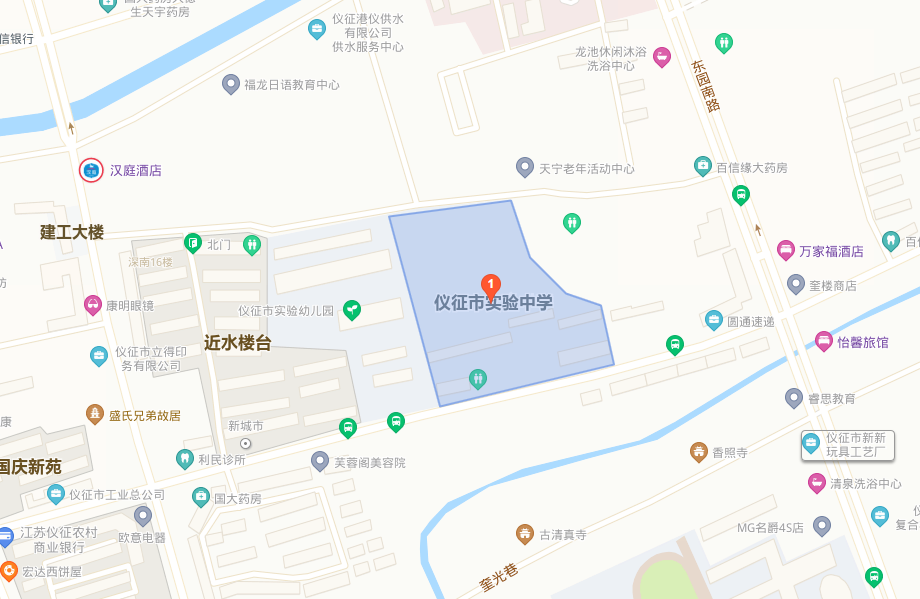 生天宇药房
信银行
仪征港仪供水
有限公司
供水服务中心
龙池休闲沐浴
洗浴中心
东园南路
福龙日语教育中心
汉庭酒店
天宁老年活动中心
百信缘大药房
建工大楼
北门
深南16楼
万家福酒店
奎楼商店
康明眼镜
仪征市实验幼儿园
1
仪征市实验中学
圆通速递
近水楼台
怡馨旅馆
仪征市立得印
务有限公司
睿思教育
盛氏兄弟故居
康
新城市
仪征市新新
玩具工艺厂
国庆新苑
利民诊所
芙蓉阁美容院
香照寺
清泉洗浴中心
仪征市工业总公司
国大药房
欧意电器
MG名爵4S店
复合
江苏仪征农村
商业银行
古清真寺
宏达西饼屋
奎光巷